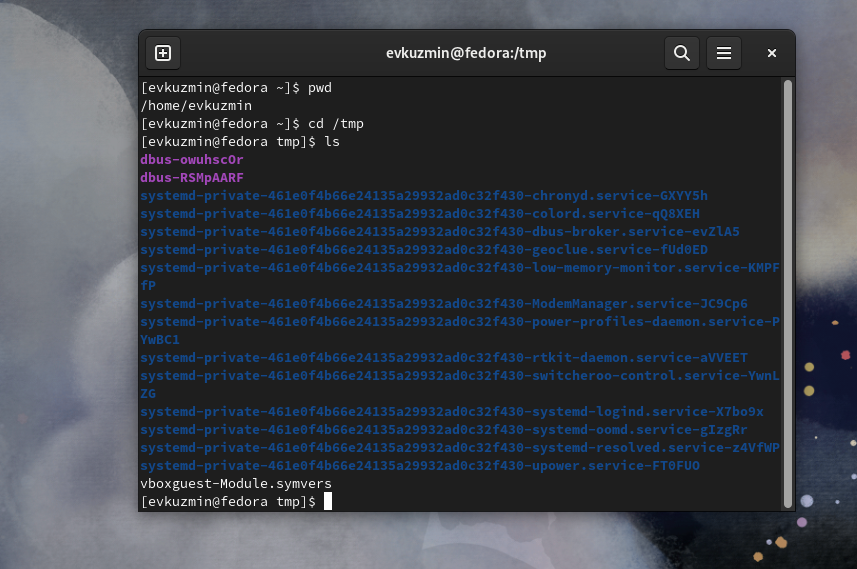 evkuzmin@fedora:/tmp
[evkuzmin@fedora ~]$ pwd
/home/evkuzmin
[evkuzmin@fedora ~]$ cd /tmp
[evkuzmin@fedora tmp]$ ls
dbus-owuhscOr
dbus-RSMpAARF
systemd-private-461e0f4b66e24135a29932ad0c32f430-chronyd.service-GXYY5h
systemd-private-461e0f4b66e24135a29932ad0c32f430-colord.service-qQ8XEH
systemd-private-461e0f4b66e24135a29932ad0c32f430-dbus-broker.service-evZlA5
systemd-private-461e0f4b66e24135a29932ad0c32f430-geoclue.service-fUd0ED
systemd-private-461e0f4b66e24135a29932ad0c32f430-low-memory-monitor.service-KMPF
fP
systemd-private-461e0f4b66e24135a29932ad0c32f430-ModemManager.service-JC9Cp6
systemd-private-461e0f4b66e24135a29932ad0c32f430-power-profiles-daemon.service-P
YwBC1
systemd-private-461e0f4b66e24135a29932ad0c32f430-rtkit-daemon.service-aVVEET
systemd-private-461e0f4b66e24135a29932ad0c32f430-switcheroo-control.service-YwnL
ZG
systemd-private-461e0f4b66e24135a29932ad0c32f430-systemd-logind.service-X7bo9x
systemd-private-461e0f4b66e24135a29932ad0c32f430-systemd-oomd.service-gIzgRr
systemd-private-461e0f4b66e24135a29932ad0c32f430-systemd-resolved.service-z4VfWP
systemd-private-461e0f4b66e24135a29932ad0c32f430-upower.service-FT0FUO
vboxguest-Module.symvers
[evkuzmin@fedora tmp]$